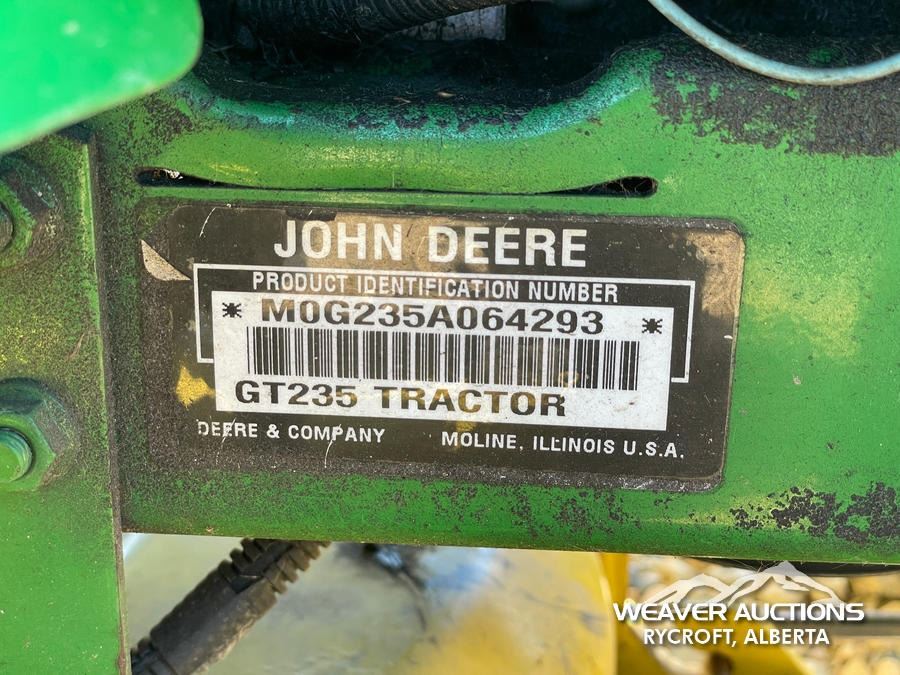 JOHN DEERE
PRODUCT IDENTIFICATION NUMBER
* M0G235A064293 *
GT235 TRACTOR
DEERE & COMPANY MOLINE, ILLINOIS U.S.A.
WEAVER AUCTIONS
RYCROFT, ALBERTA